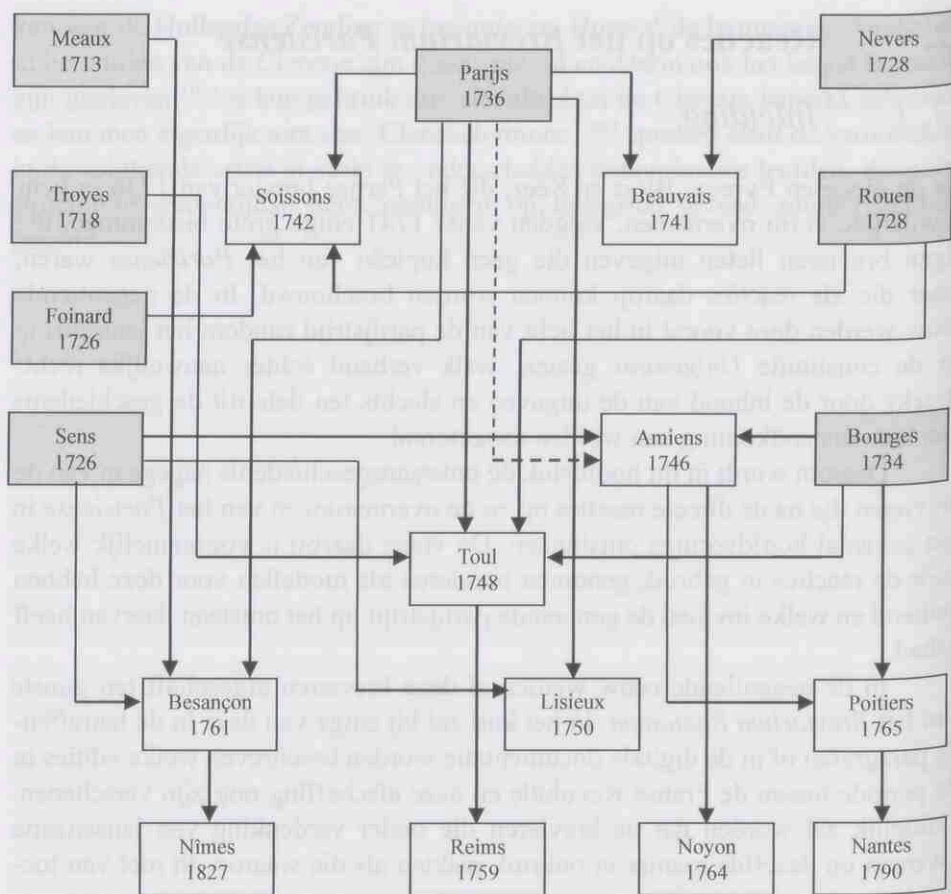 Meaux
1713
Parijs
1736
Nevers
1728
Troyes
1718
Soissons
1742
Beauvais
1741
Rouen
1728
Foinard
1726
Sens
1726
Amiens
1746
Bourges
1734
Toul
1748
Besançon
1761
Lisieux
1750
Poitiers
1765
Nîmes
1827
Reims
1759
Noyon
1764
Nantes
1790